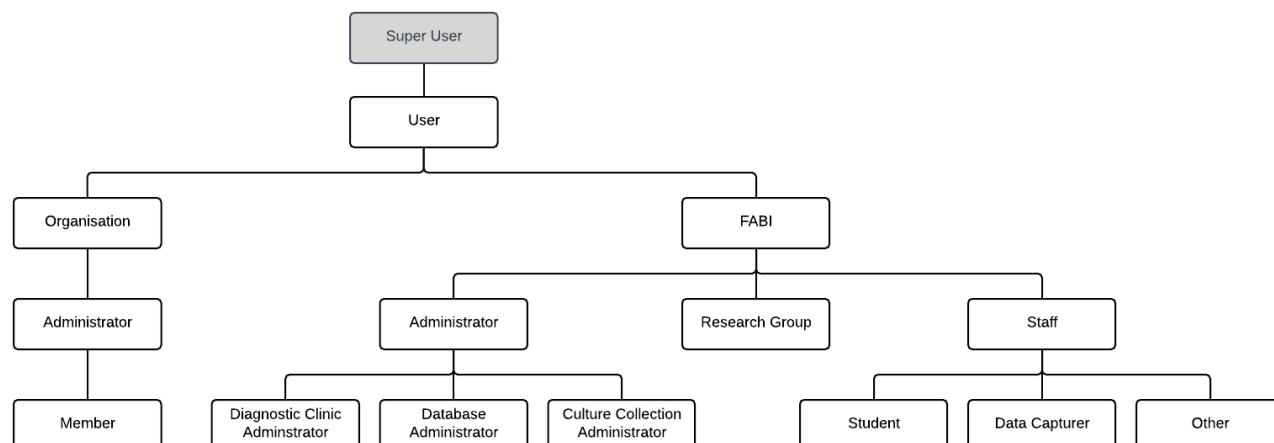 Super User
User
Organisation
FABI
Administrator
Administrator
Research Group
Staff
Member
Diagnostic Clinic
Adminstrator
Database
Administrator
Culture Collection
Administrator
Student
Data Capturer
Other